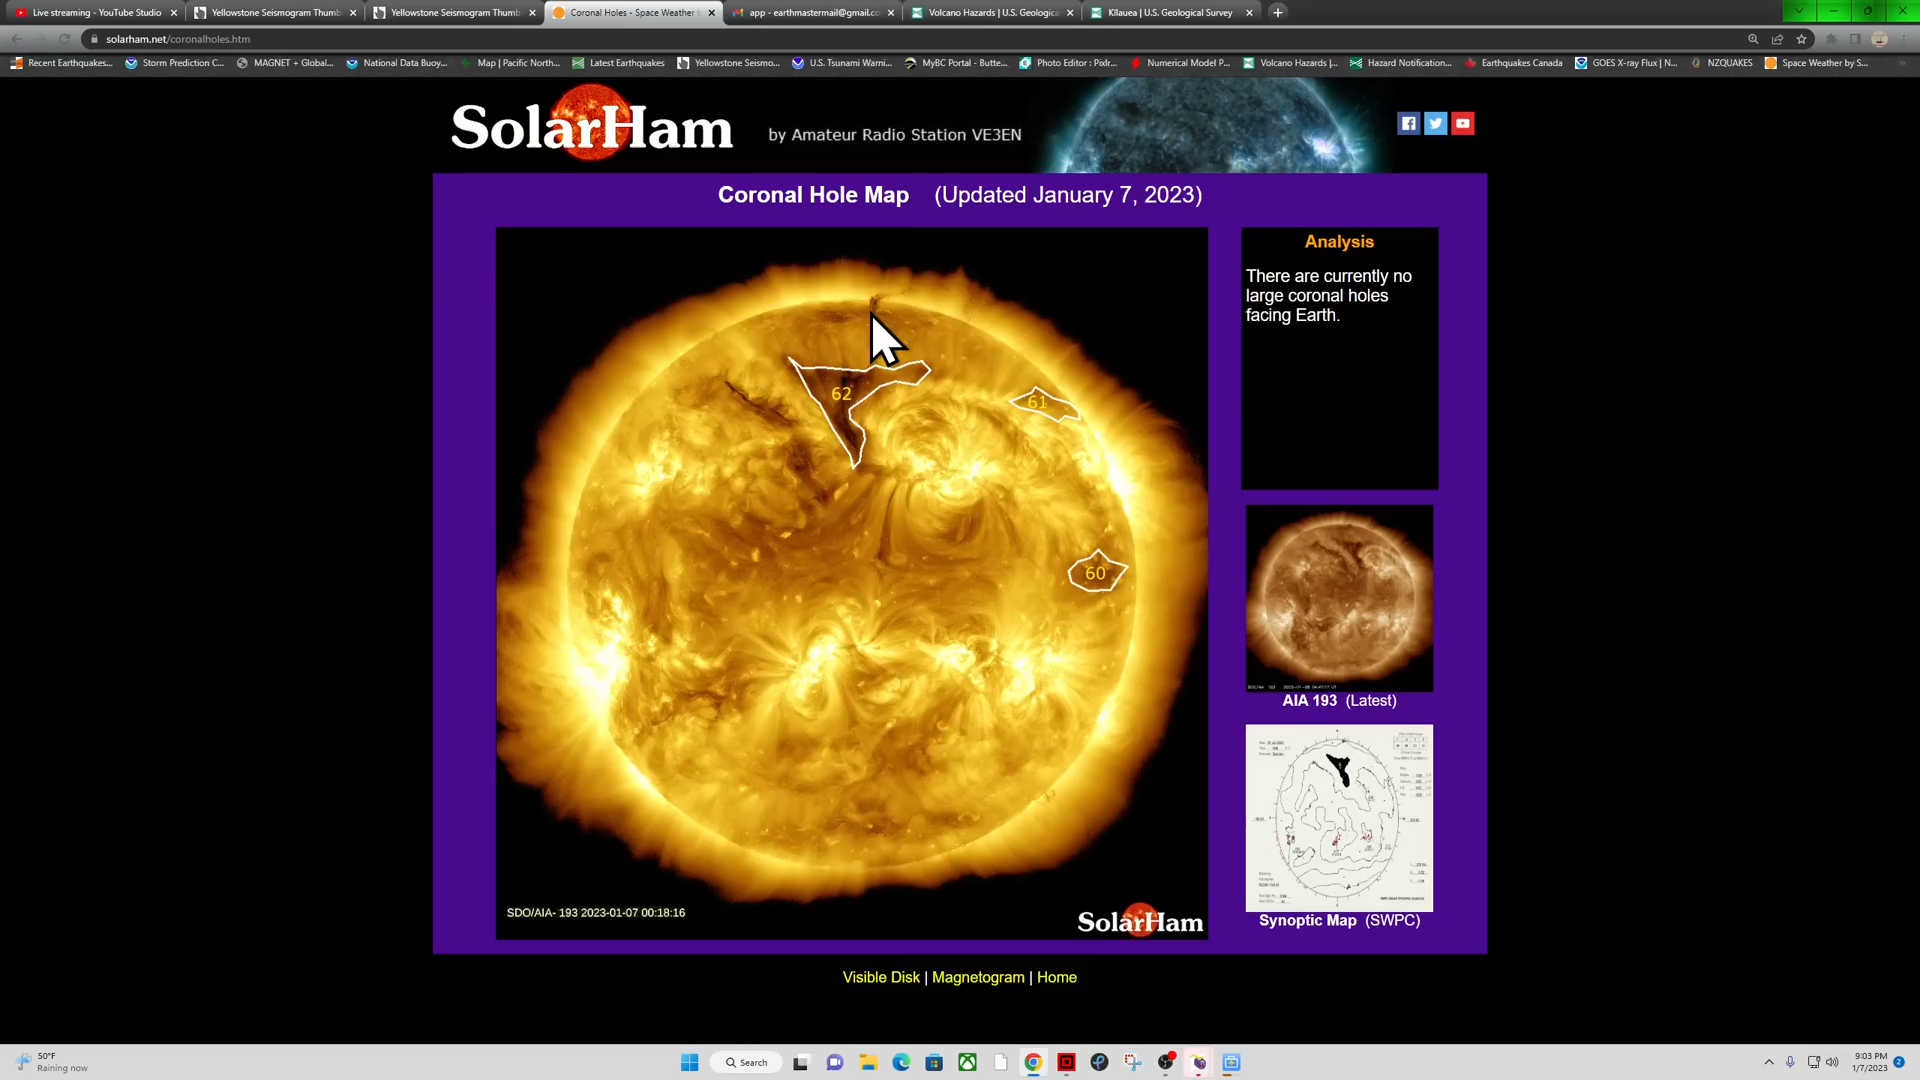 Live streaming - YouTube Studio
Yellowstone Seismogram Thumb
Yellowstone Seismogram Thumb
Coronal Holes - Space Weather b
app - earthmastermail@gmail.co
Volcano Hazards | U.S. Geologica
Kīlauea | U.S. Geological Survey
solarham.net/coronalholes.htm
Recent Earthquakes...
Storm Prediction C...
MAGNET + Global...
National Data Buoy...
Map | Pacific North...
Latest Earthquakes
Yellowstone Seismo...
U.S. Tsunami Warni...
MyBC Portal - Butte...
Photo Editor : Pixlr...
Numerical Model P...
Volcano Hazards |...
Hazard Notification...
Earthquakes Canada
GOES X-ray Flux | N...
NZQUAKES
Space Weather by S...
SolarHam
by Amateur Radio Station VE3EN
Coronal Hole Map (Updated January 7, 2023)
Analysis
There are currently no
large coronal holes
facing Earth.
62
61
60
SDO/AIA- 193 2023-01-07 00:18:16
SolarHam
AIA 193 (Latest)
Synoptic Map (SWPC)
Visible Disk | Magnetogram | Home
50°F
Raining now
Search
9:03 PM
1/7/2023
2